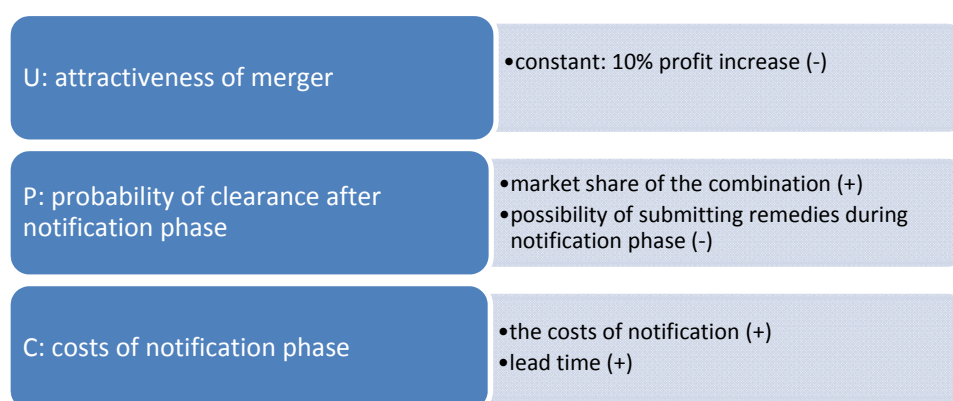 U: attractiveness of merger
•constant: 10% profit increase (-)
P: probability of clearance after
notification phase
•market share of the combination (+)
•possibility of submitting remedies during
notification phase (-)
C: costs of notification phase
•the costs of notification (+)
•lead time (+)